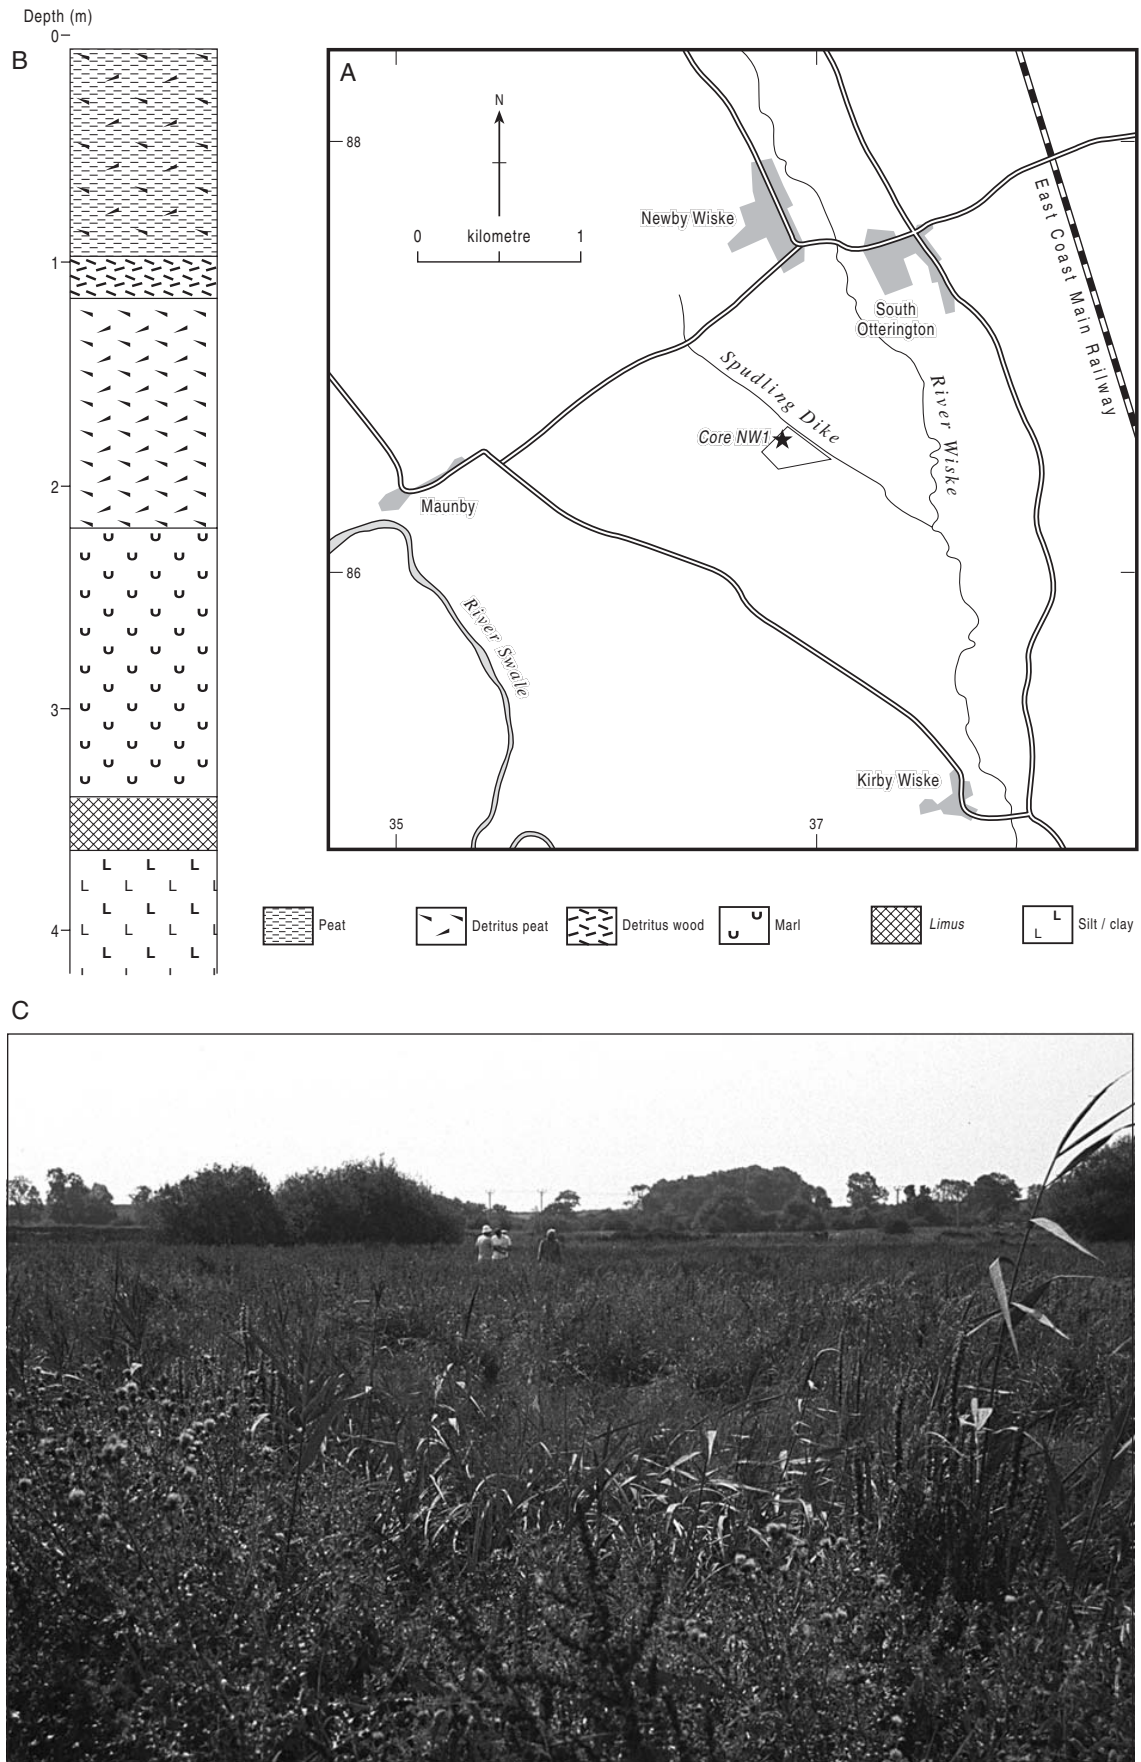 Depth (m)
0
B
1
2
3
4
A
N
0 kilometre 1
88
86
35
37
Newby Wiske
South
Otterington
East Coast Main Railway
Spudling Dike
River Wiske
Core NW1
Maunby
River Swale
Kirby Wiske
Peat
Detritus peat
Detritus wood
Marl
Limus
Silt / clay
C